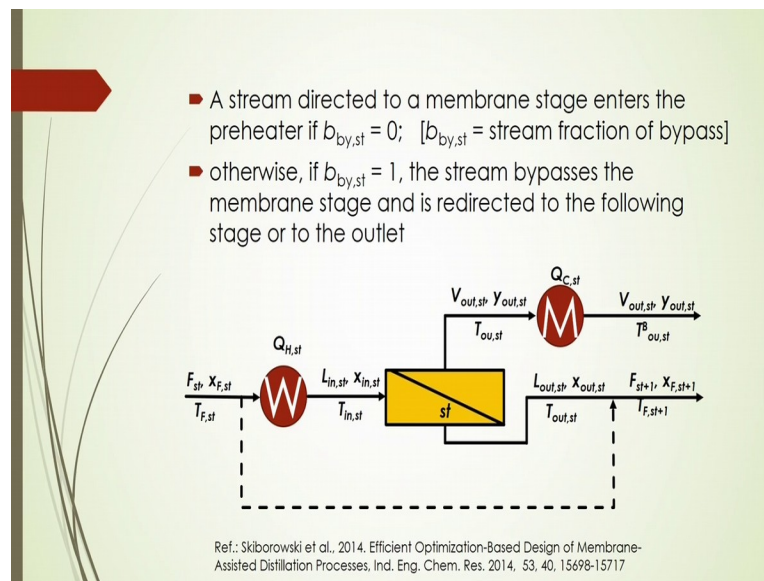 A stream directed to a membrane stage enters the
preheater if b_by,st = 0; [b_by,st = stream fraction of bypass]
otherwise, if b_by,st = 1, the stream bypasses the
membrane stage and is redirected to the following
stage or to the outlet
Q_C,st
V_out,st, y_out,st
V_out,st, y_out,st
T_ou,st
M
T^B_ou,st
Q_H,st
F_st, x_F,st
L_in,st, x_in,st
L_out,st, x_out,st
F_st+1, x_F,st+1
W
st
T_F,st
T_in,st
T_out,st
T_F,st+1
Ref.: Skiborowski et al., 2014. Efficient Optimization-Based Design of Membrane-
Assisted Distillation Processes, Ind. Eng. Chem. Res. 2014, 53, 40, 15698-15717